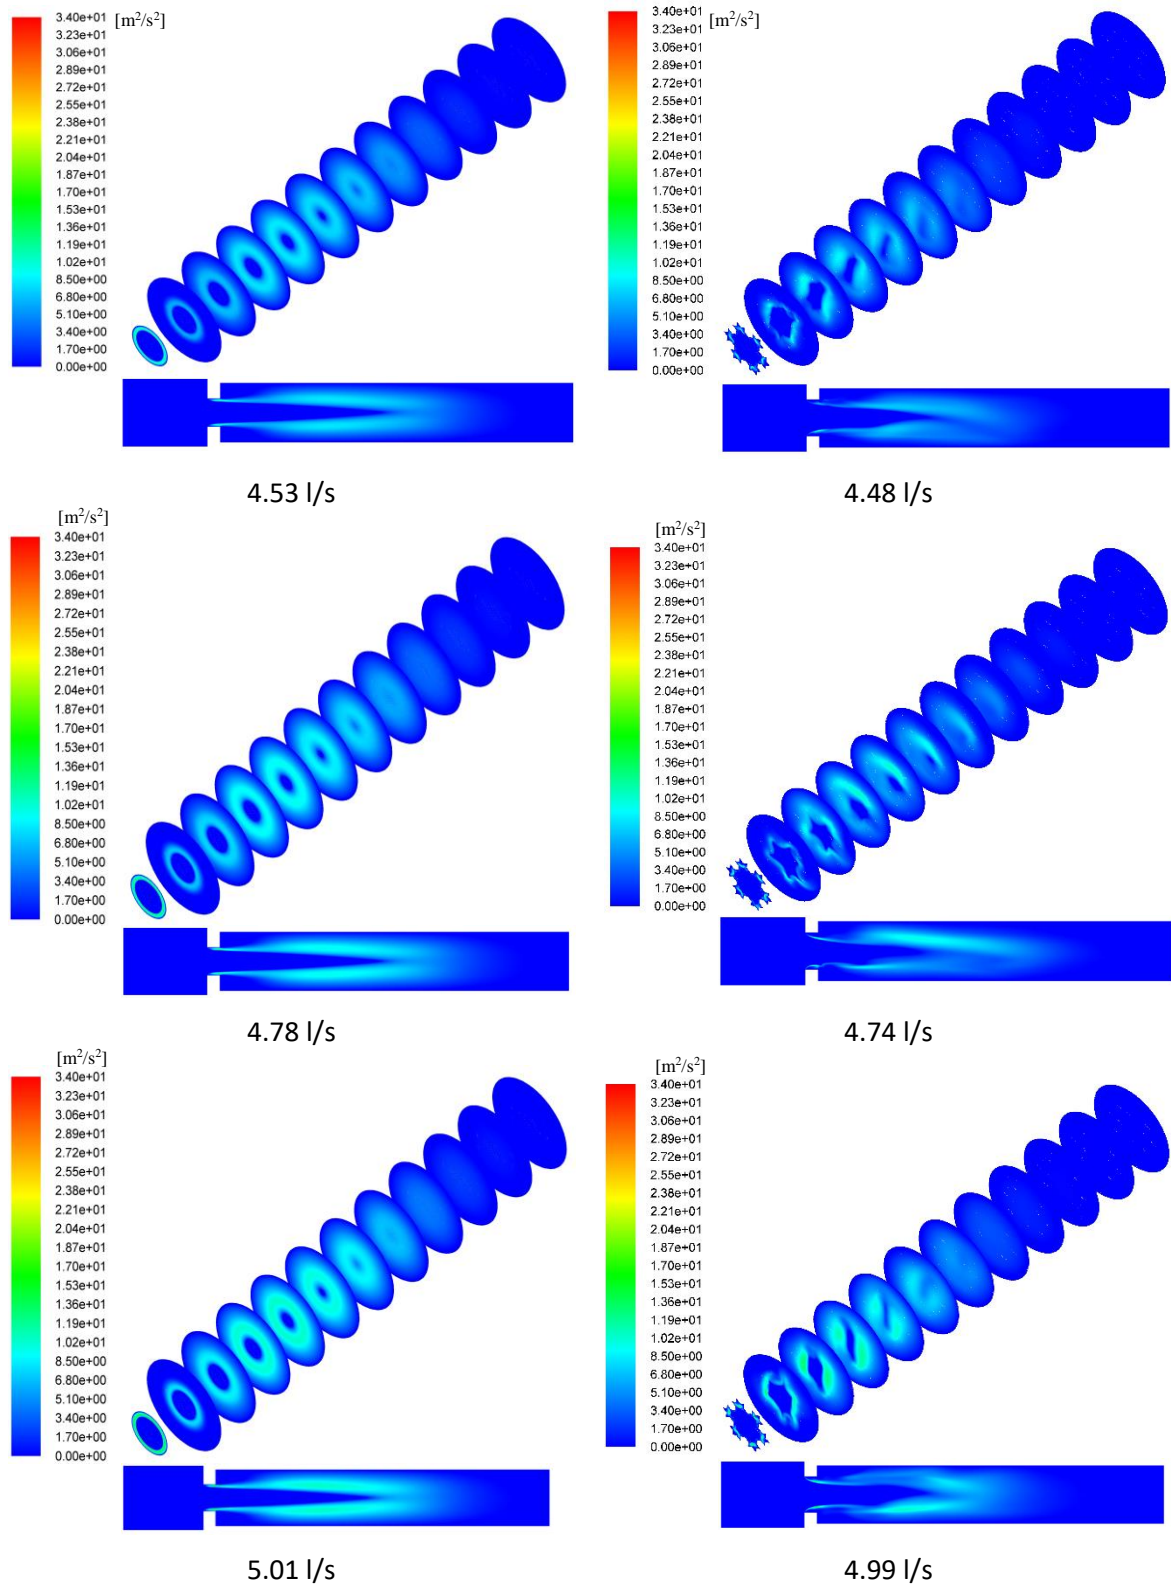 [m²/s²]
3.40e+01
3.23e+01
3.06e+01
2.89e+01
2.72e+01
2.55e+01
2.38e+01
2.21e+01
2.04e+01
1.87e+01
1.70e+01
1.53e+01
1.36e+01
1.19e+01
1.02e+01
8.50e+00
6.80e+00
5.10e+00
3.40e+00
1.70e+00
0.00e+00
4.53 l/s
[m²/s²]
3.40e+01
3.23e+01
3.06e+01
2.89e+01
2.72e+01
2.55e+01
2.38e+01
2.21e+01
2.04e+01
1.87e+01
1.70e+01
1.53e+01
1.36e+01
1.19e+01
1.02e+01
8.50e+00
6.80e+00
5.10e+00
3.40e+00
1.70e+00
0.00e+00
4.48 l/s
[m²/s²]
3.40e+01
3.23e+01
3.06e+01
2.89e+01
2.72e+01
2.55e+01
2.38e+01
2.21e+01
2.04e+01
1.87e+01
1.70e+01
1.53e+01
1.36e+01
1.19e+01
1.02e+01
8.50e+00
6.80e+00
5.10e+00
3.40e+00
1.70e+00
0.00e+00
4.78 l/s
[m²/s²]
3.40e+01
3.23e+01
3.06e+01
2.89e+01
2.72e+01
2.55e+01
2.38e+01
2.21e+01
2.04e+01
1.87e+01
1.70e+01
1.53e+01
1.36e+01
1.19e+01
1.02e+01
8.50e+00
6.80e+00
5.10e+00
3.40e+00
1.70e+00
0.00e+00
4.74 l/s
[m²/s²]
3.40e+01
3.23e+01
3.06e+01
2.89e+01
2.72e+01
2.55e+01
2.38e+01
2.21e+01
2.04e+01
1.87e+01
1.70e+01
1.53e+01
1.36e+01
1.19e+01
1.02e+01
8.50e+00
6.80e+00
5.10e+00
3.40e+00
1.70e+00
0.00e+00
5.01 l/s
[m²/s²]
3.40e+01
3.23e+01
3.06e+01
2.89e+01
2.72e+01
2.55e+01
2.38e+01
2.21e+01
2.04e+01
1.87e+01
1.70e+01
1.53e+01
1.36e+01
1.19e+01
1.02e+01
8.50e+00
6.80e+00
5.10e+00
3.40e+00
1.70e+00
0.00e+00
4.99 l/s